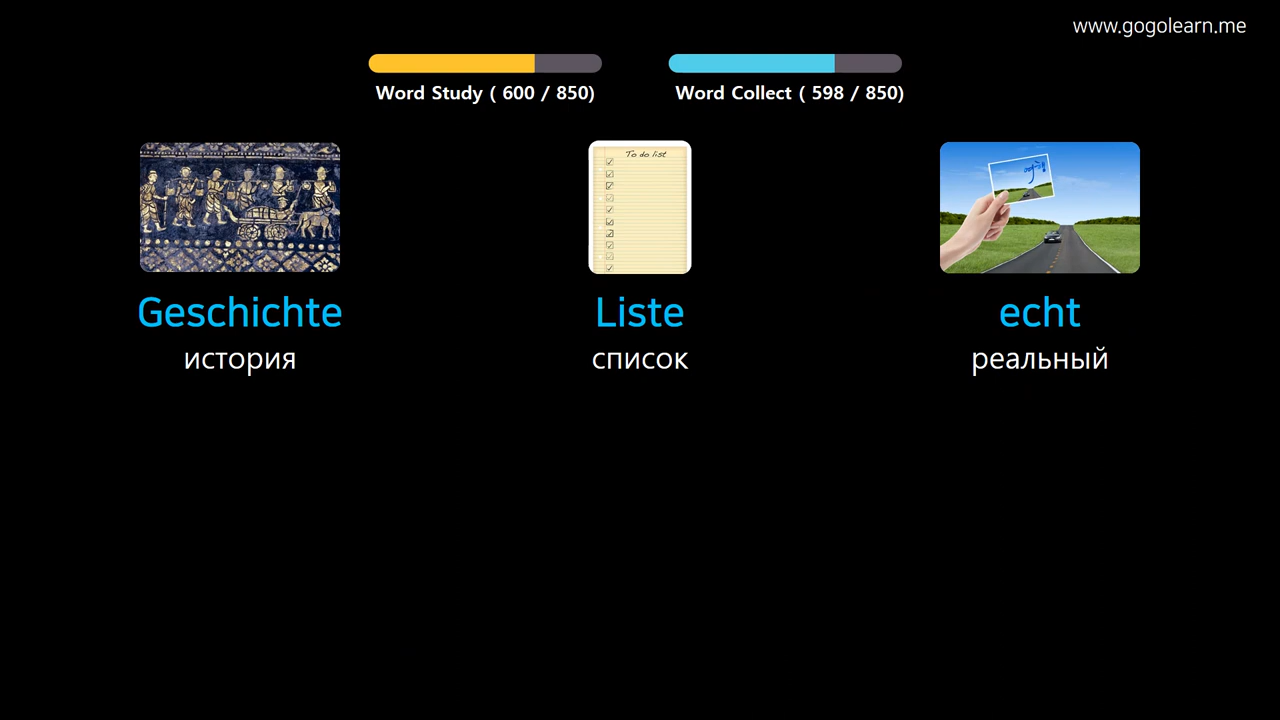 www.gogolearn.me
Word Study ( 600 / 850)
Word Collect ( 598 / 850)
To do list
Geschichte
Liste
echt
история
список
реальный